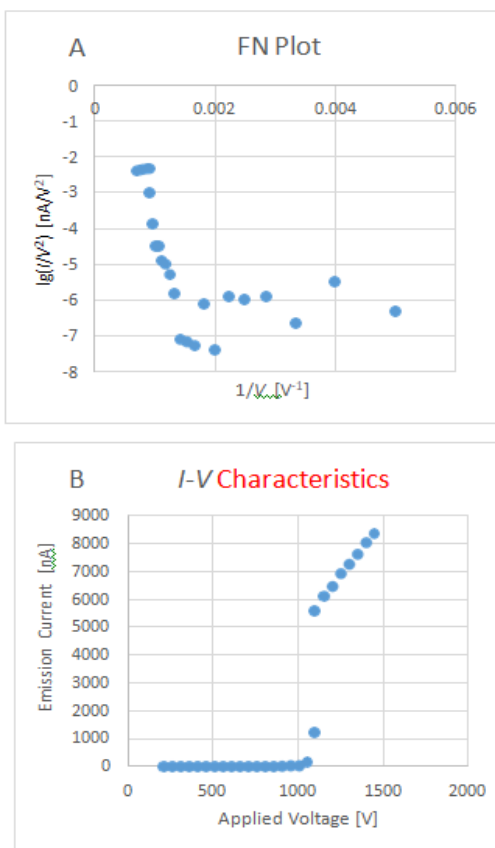 A FN Plot
0
0 0.002 0.004 0.006
-1
-2
-3
-4
-5
-6
-7
-8
lg(I/V²) [nA/V²]
1/V [V⁻¹]
B I-V Characteristics
9000
8000
7000
6000
5000
4000
3000
2000
1000
0
Emission Current [nA]
0 500 1000 1500 2000
Applied Voltage [V]